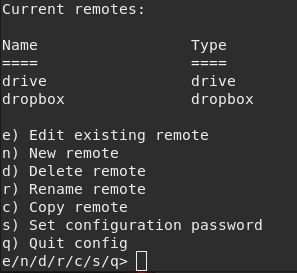 Current remotes:
Name                 Type
====                 ====
drive                drive
dropbox              dropbox
e) Edit existing remote
n) New remote
d) Delete remote
r) Rename remote
c) Copy remote
s) Set configuration password
q) Quit config
e/n/d/r/c/s/q>